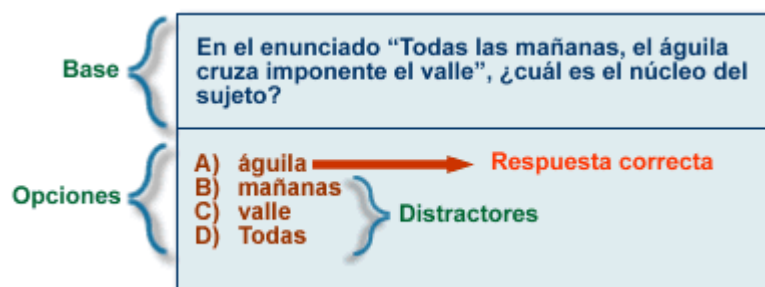 Base
En el enunciado “Todas las mañanas, el águila
cruza imponente el valle”, ¿cuál es el núcleo del
sujeto?
Opciones
A) águila
Respuesta correcta
B) mañanas
C) valle
D) Todas
Distractores